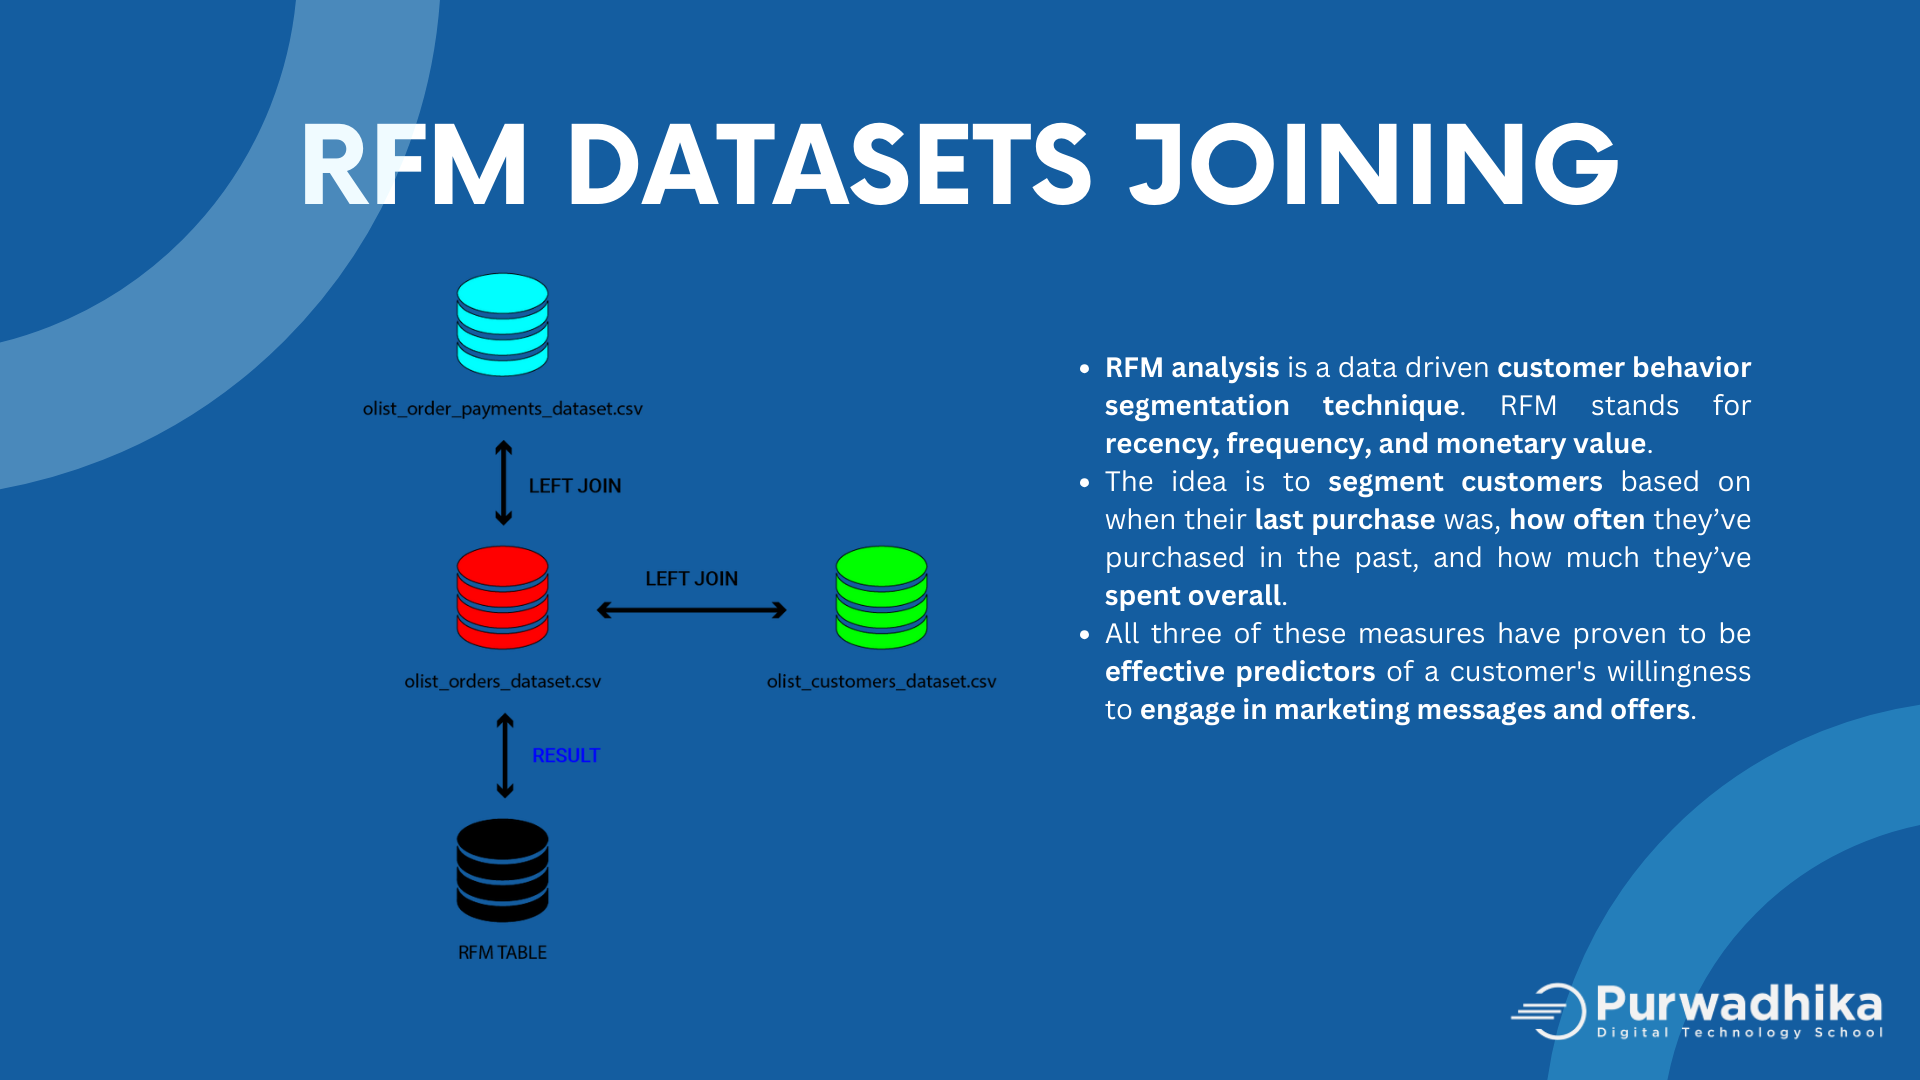 RFM DATASETS JOINING
olist_order_payments_dataset.csv
LEFT JOIN
LEFT JOIN
olist_orders_dataset.csv
olist_customers_dataset.csv
RESULT
RFM TABLE
• RFM analysis is a data driven customer behavior
segmentation technique. RFM stands for
recency, frequency, and monetary value.
• The idea is to segment customers based on
when their last purchase was, how often they’ve
purchased in the past, and how much they’ve
spent overall.
• All three of these measures have proven to be
effective predictors of a customer's willingness
to engage in marketing messages and offers.
Purwadhika
Digital Technology School